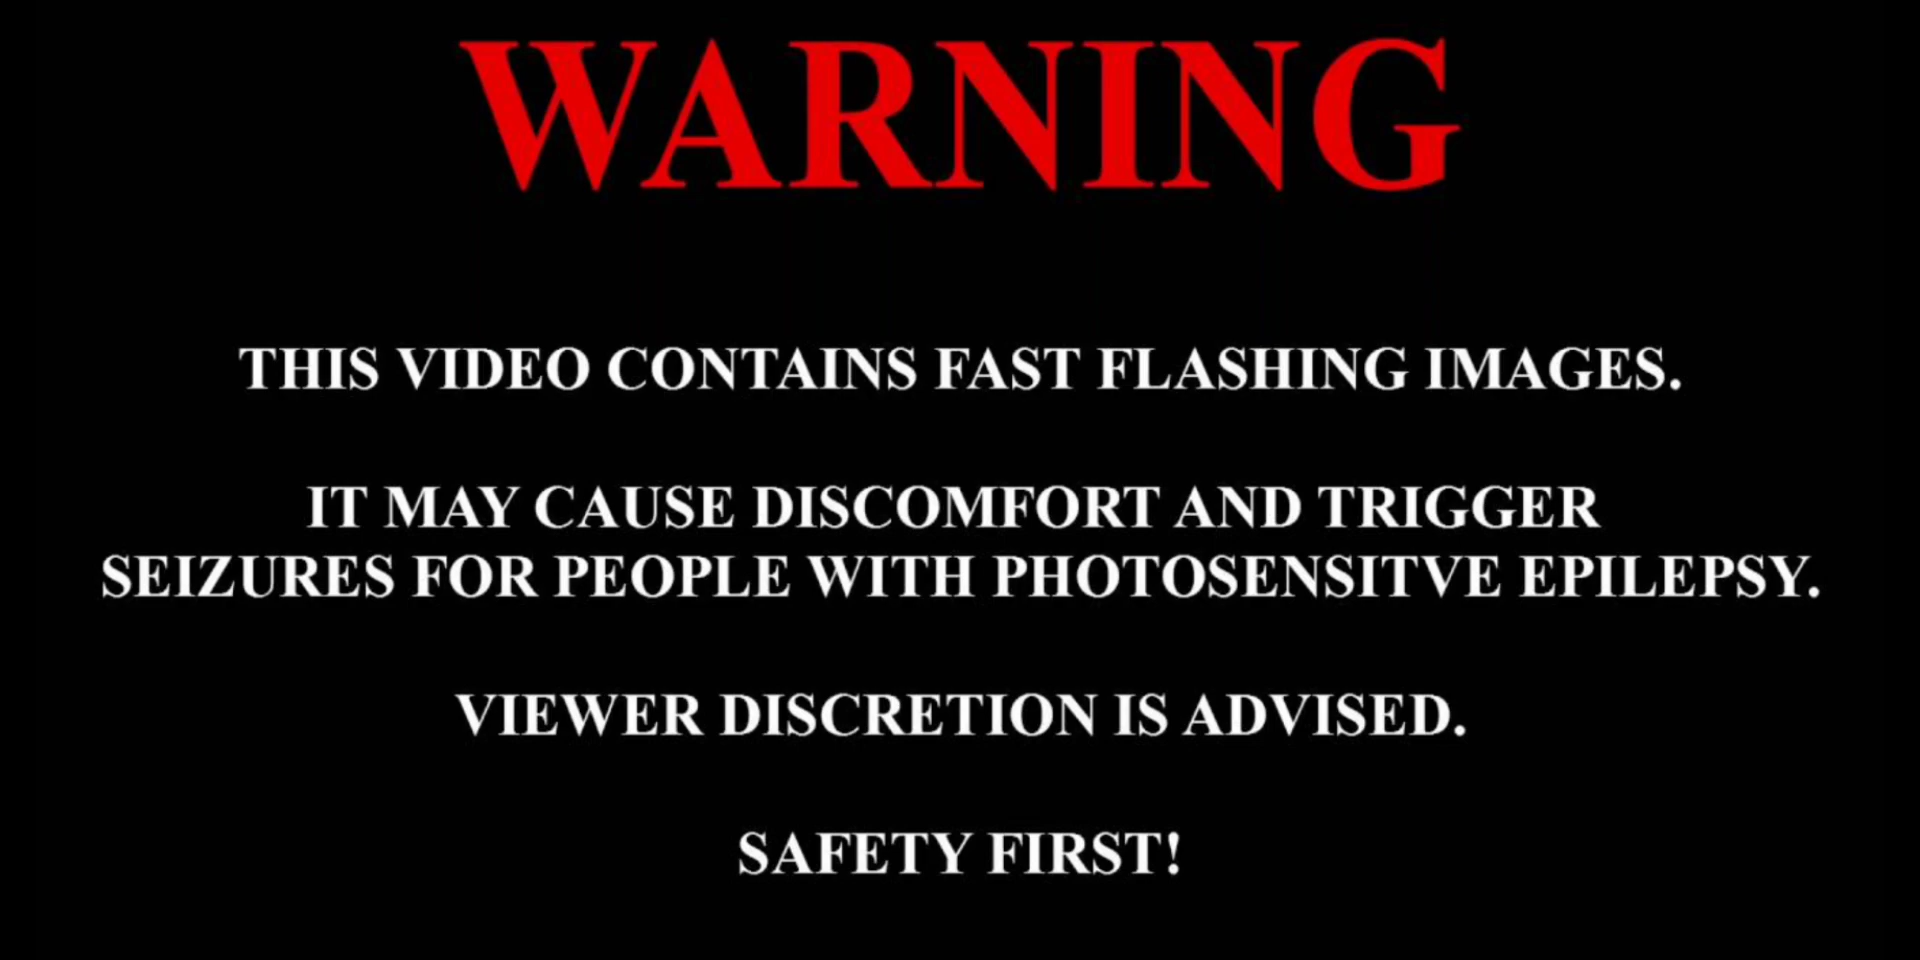 WARNING
THIS VIDEO CONTAINS FAST FLASHING IMAGES.
IT MAY CAUSE DISCOMFORT AND TRIGGER
SEIZURES FOR PEOPLE WITH PHOTOSENSITVE EPILEPSY.
VIEWER DISCRETION IS ADVISED.
SAFETY FIRST!